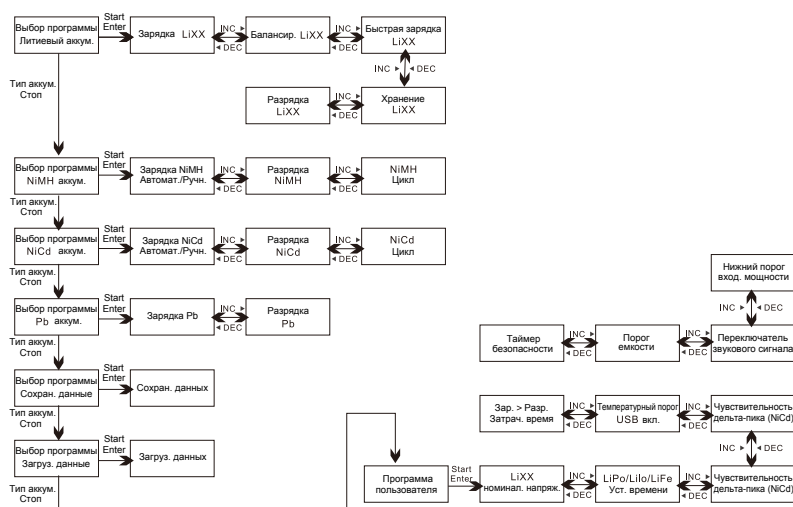 Выбор программы
Литиевый аккум.
Start
Enter
Зарядка LiXX
INC ►
◄ DEC
Балансир. LiXX
INC ►
◄ DEC
Быстрая зарядка
LiXX
INC ► ◄ DEC
Тип аккум.
Стоп
Разрядка
LiXX
INC ►
◄ DEC
Хранение
LiXX
Выбор программы
NiMH аккум.
Start
Enter
Зарядка NiMH
Автомат./Ручн.
INC ►
◄ DEC
Разрядка
NiMH
INC ►
◄ DEC
NiMH
Цикл
Тип аккум.
Стоп
Выбор программы
NiCd аккум.
Start
Enter
Зарядка NiCd
Автомат./Ручн.
INC ►
◄ DEC
Разрядка
NiCd
INC ►
◄ DEC
NiCd
Цикл
Тип аккум.
Стоп
Выбор программы
Pb аккум.
Start
Enter
Зарядка Pb
INC ►
◄ DEC
Разрядка
Pb
Тип аккум.
Стоп
Выбор программы
Сохран. данные
Start
Enter
Сохран. данных
Тип аккум.
Стоп
Выбор программы
Загруз. данные
Start
Enter
Загруз. данных
Тип аккум.
Стоп
Нижний порог
вход. мощности
INC ► ◄ DEC
Таймер
безопасности
INC ►
◄ DEC
Порог
емкости
INC ►
◄ DEC
Переключатель
звукового сигнала
Зар. > Разр.
Затрач. время
INC ►
◄ DEC
Температурный порог
USB вкл.
INC ►
◄ DEC
Чувствительность
дельта-пика (NiCd)
INC ► ◄ DEC
Программа
пользователя
Start
Enter
LiXX
номинал. напряж.
INC ►
◄ DEC
LiPo/LiIo/LiFe
Уст. времени
INC ►
◄ DEC
Чувствительность
дельта-пика (NiCd)